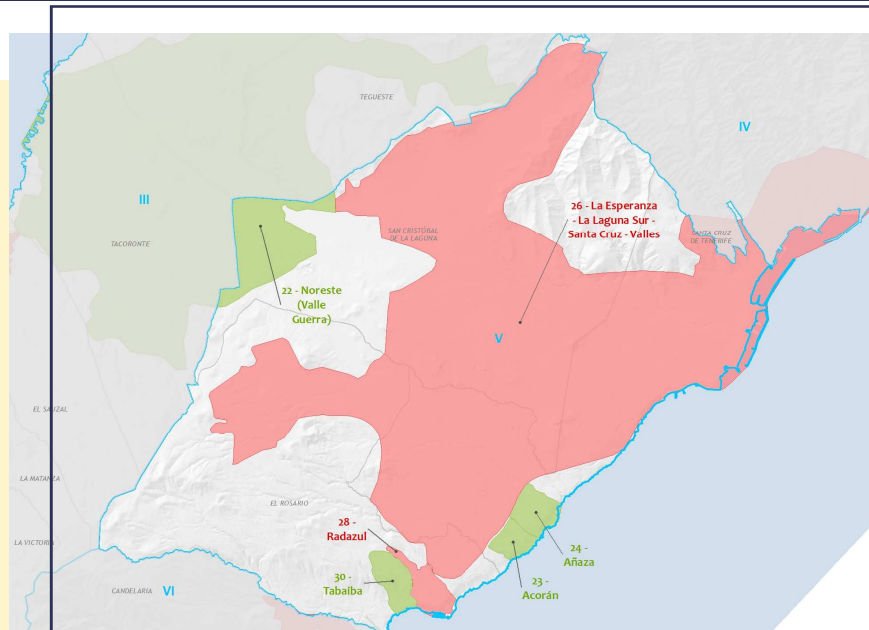 TEGUESTE
IV
III
26 - La Esperanza
- La Laguna Sur -
Santa Cruz - Valles
SAN CRISTÓBAL
DE LA LAGUNA
SANTA CRUZ
DE TENERIFE
TACORONTE
22 - Noreste
(Valle
Guerra)
V
EL SAUZAL
LA MATANZA
EL ROSARIO
28 -
Radazul
LA VICTORIA
24 -
Añaza
30 -
Tabaiba
23 -
Acorán
CANDELARIA
VI